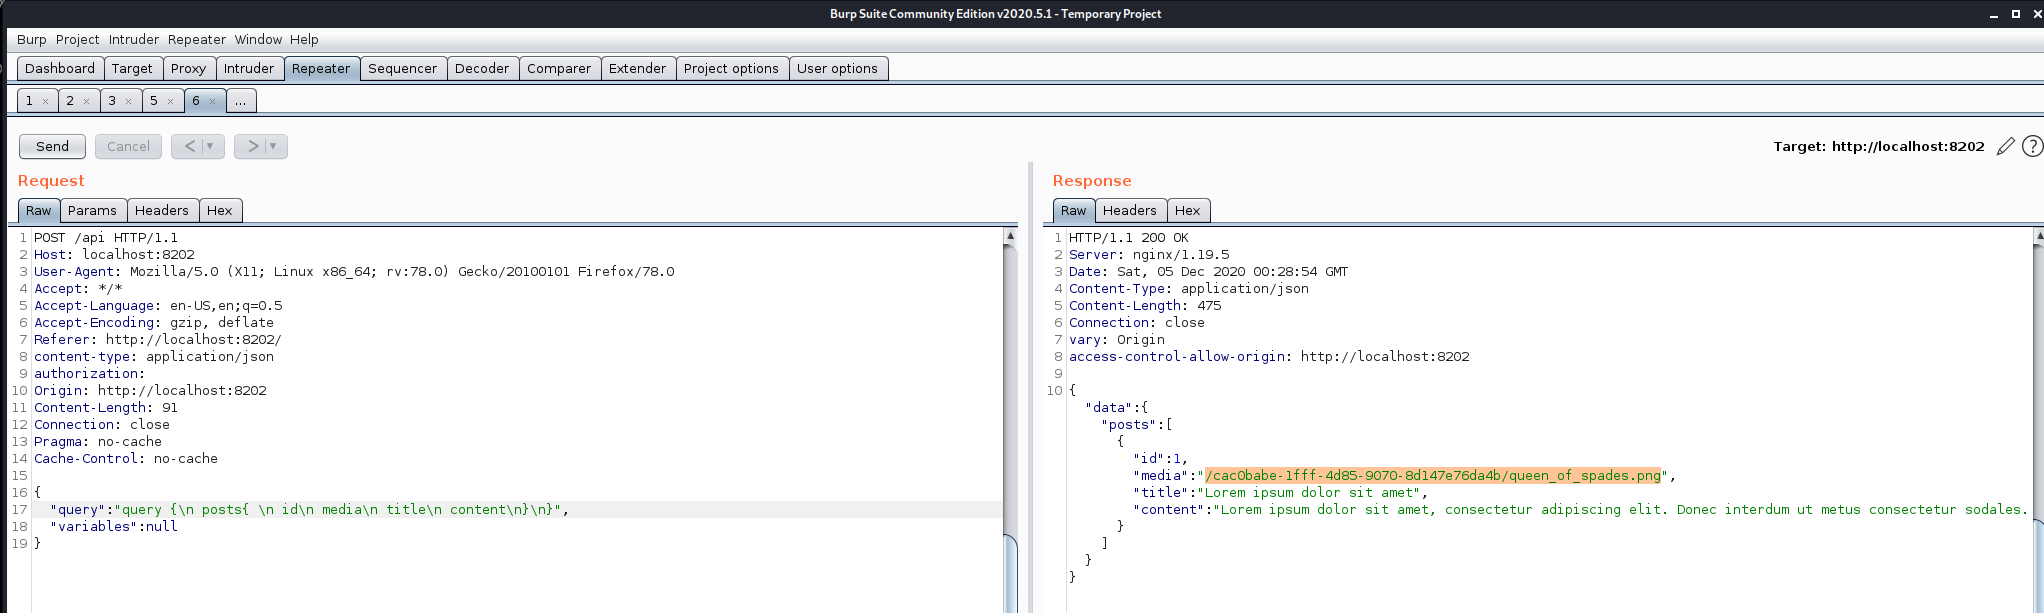 Burp Suite Community Edition v2020.5.1 - Temporary Project
Burp Project Intruder Repeater Window Help
Dashboard Target Proxy Intruder Repeater Sequencer Decoder Comparer Extender Project options User options
1 × 2 × 3 × 5 × 6 × ...
Send Cancel < ▼ > ▼ Target: http://localhost:8202 ?
Request
Raw Params Headers Hex
1 POST /api HTTP/1.1
2 Host: localhost:8202
3 User-Agent: Mozilla/5.0 (X11; Linux x86_64; rv:78.0) Gecko/20100101 Firefox/78.0
4 Accept: */*
5 Accept-Language: en-US,en;q=0.5
6 Accept-Encoding: gzip, deflate
7 Referer: http://localhost:8202/
8 content-type: application/json
9 authorization:
10 Origin: http://localhost:8202
11 Content-Length: 91
12 Connection: close
13 Pragma: no-cache
14 Cache-Control: no-cache
15
16 {
17 "query":"query {\n posts{ \n id\n media\n title\n content\n}\n}",
18 "variables":null
19 }
Response
Raw Headers Hex
1 HTTP/1.1 200 OK
2 Server: nginx/1.19.5
3 Date: Sat, 05 Dec 2020 00:28:54 GMT
4 Content-Type: application/json
5 Content-Length: 475
6 Connection: close
7 vary: Origin
8 access-control-allow-origin: http://localhost:8202
9
10 {
"data":{
"posts":[
{
"id":1,
"media":"/cac0babe-1fff-4d85-9070-8d147e76da4b/queen_of_spades.png",
"title":"Lorem ipsum dolor sit amet",
"content":"Lorem ipsum dolor sit amet, consectetur adipiscing elit. Donec interdum ut metus consectetur sodales.
}
]
}
}